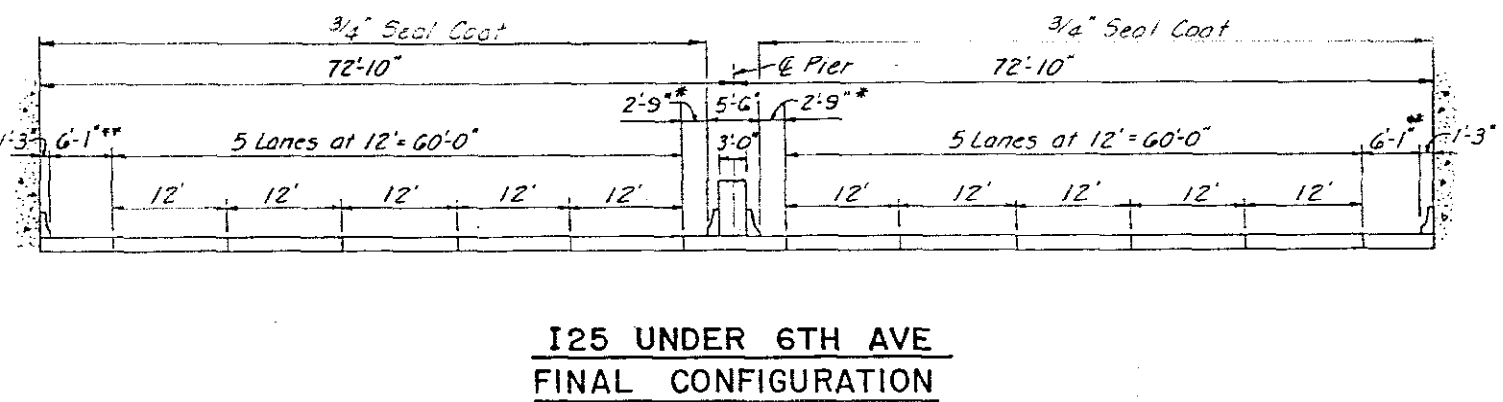 3/4" Seal Coat 3/4" Seal Coat
72'-10" ℄ Pier 72'-10"
2'-9"* 5'-6" 2'-9"*
1'-3" 6'-1"** 5 Lanes at 12' = 60'-0" 3'-0" 5 Lanes at 12' = 60'-0" 6'-1"** 1'-3"
12' 12' 12' 12' 12' 12' 12' 12' 12' 12'
I25 UNDER 6TH AVE
FINAL CONFIGURATION